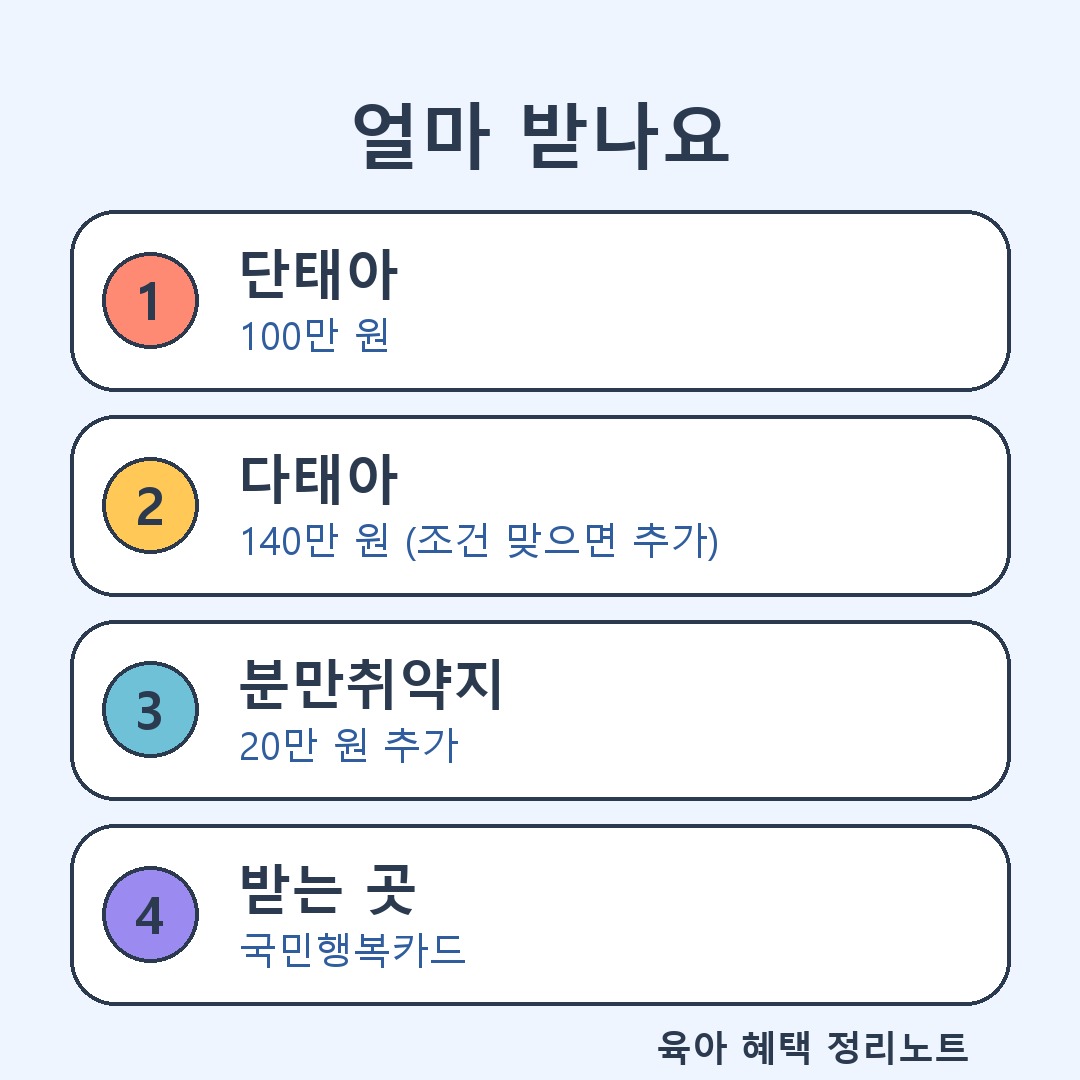 얼마 받나요
1
단태아
100만 원
2
다태아
140만 원 (조건 맞으면 추가)
3
분만취약지
20만 원 추가
4
받는 곳
국민행복카드
육아 혜택 정리노트